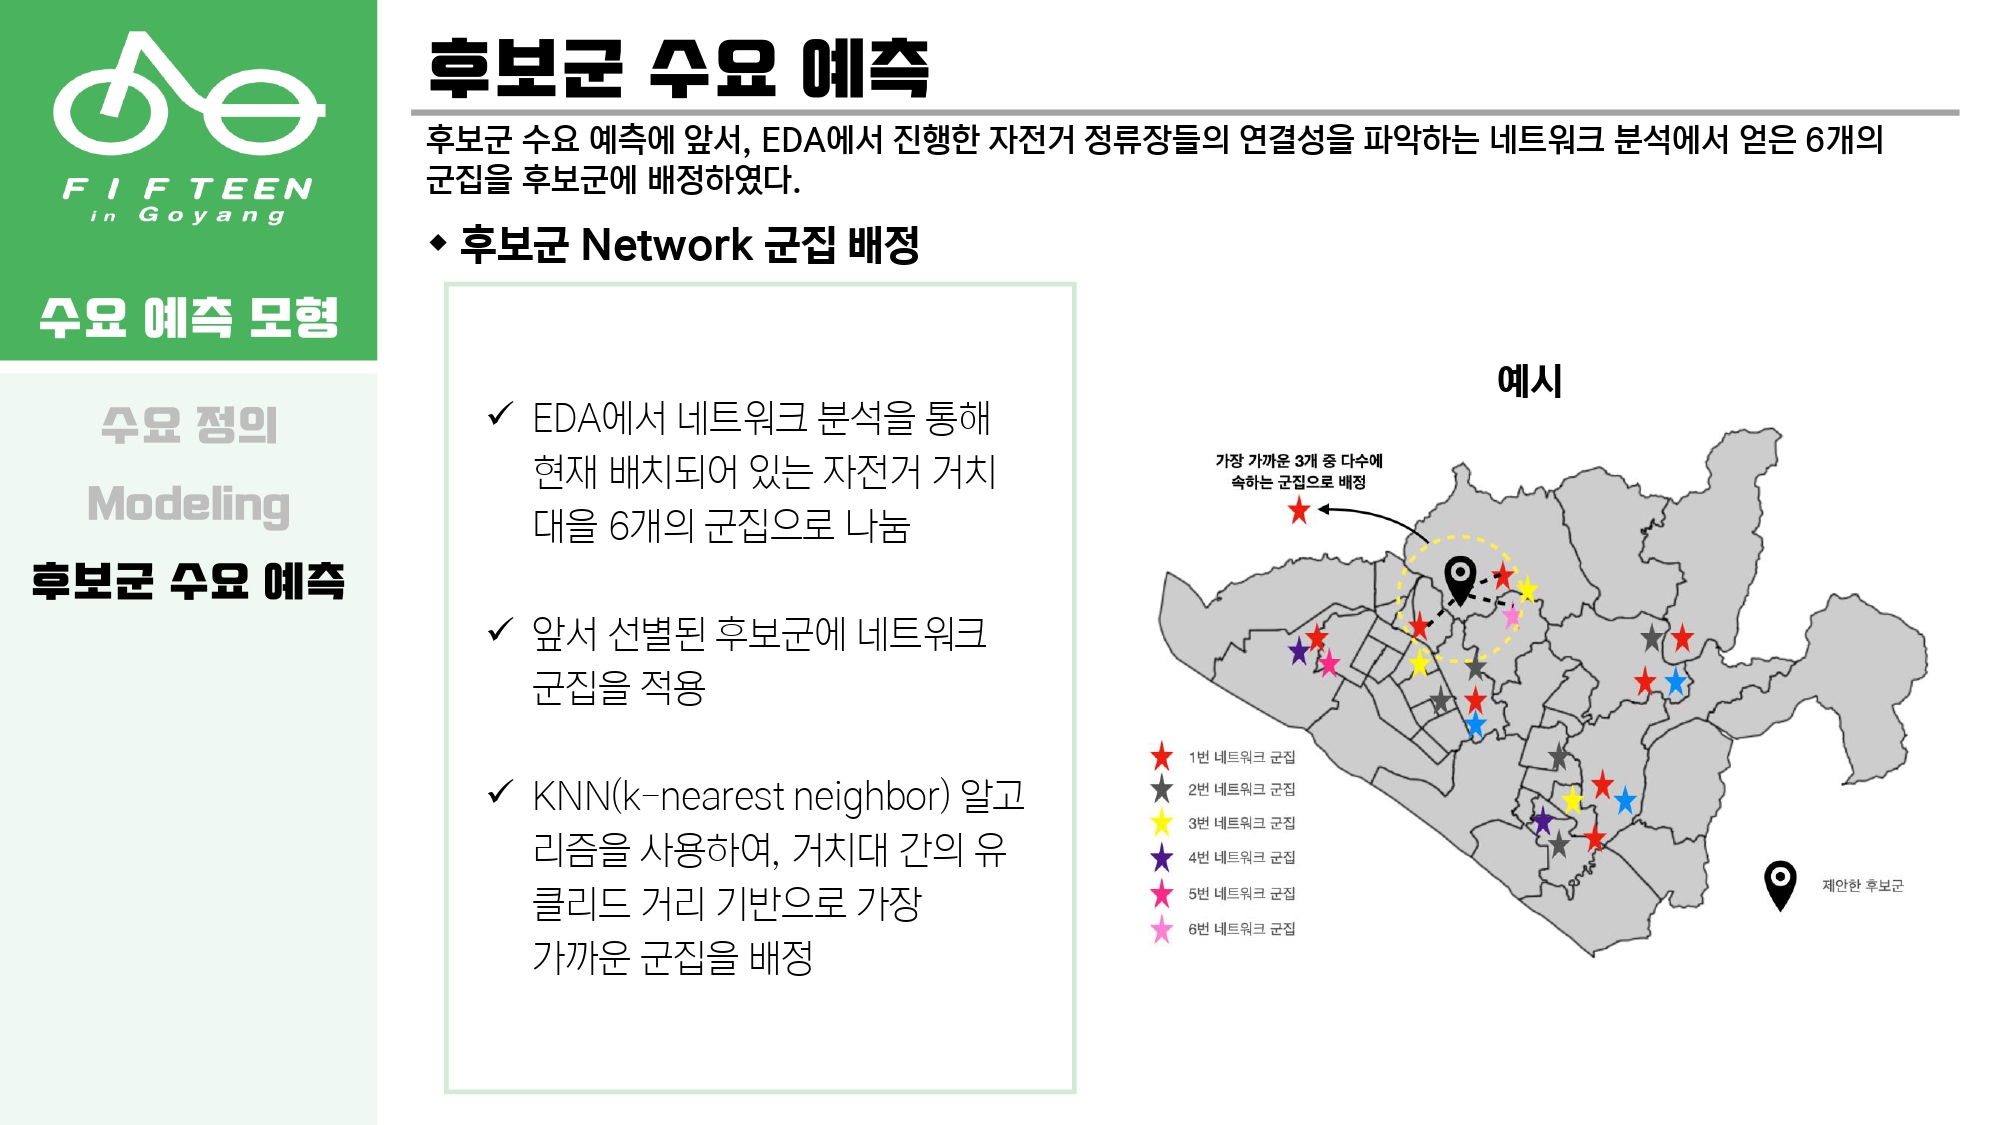 FIFTEEN
in Goyang
수요 예측 모형
수요 정의
Modeling
후보군 수요 예측
후보군 수요 예측
후보군 수요 예측에 앞서, EDA에서 진행한 자전거 정류장들의 연결성을 파악하는 네트워크 분석에서 얻은 6개의
군집을 후보군에 배정하였다.
◆ 후보군 Network 군집 배정
✓ EDA에서 네트워크 분석을 통해
현재 배치되어 있는 자전거 거치
대을 6개의 군집으로 나눔
✓ 앞서 선별된 후보군에 네트워크
군집을 적용
✓ KNN(k-nearest neighbor) 알고
리즘을 사용하여, 거치대 간의 유
클리드 거리 기반으로 가장
가까운 군집을 배정
예시
가장 가까운 3개 중 다수에
속하는 군집으로 배정
1번 네트워크 군집
2번 네트워크 군집
3번 네트워크 군집
4번 네트워크 군집
5번 네트워크 군집
6번 네트워크 군집
제안한 후보군